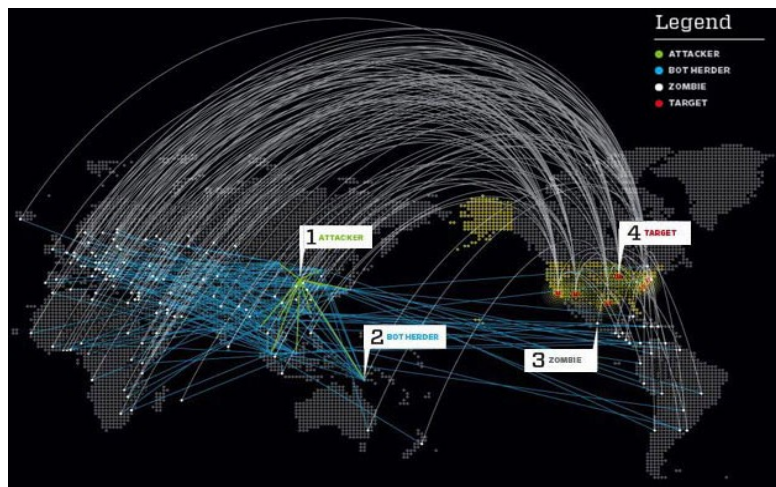 Legend
ATTACKER
BOT HERDER
ZOMBIE
TARGET
1 ATTACKER
4 TARGET
2 BOT HERDER
3 ZOMBIE